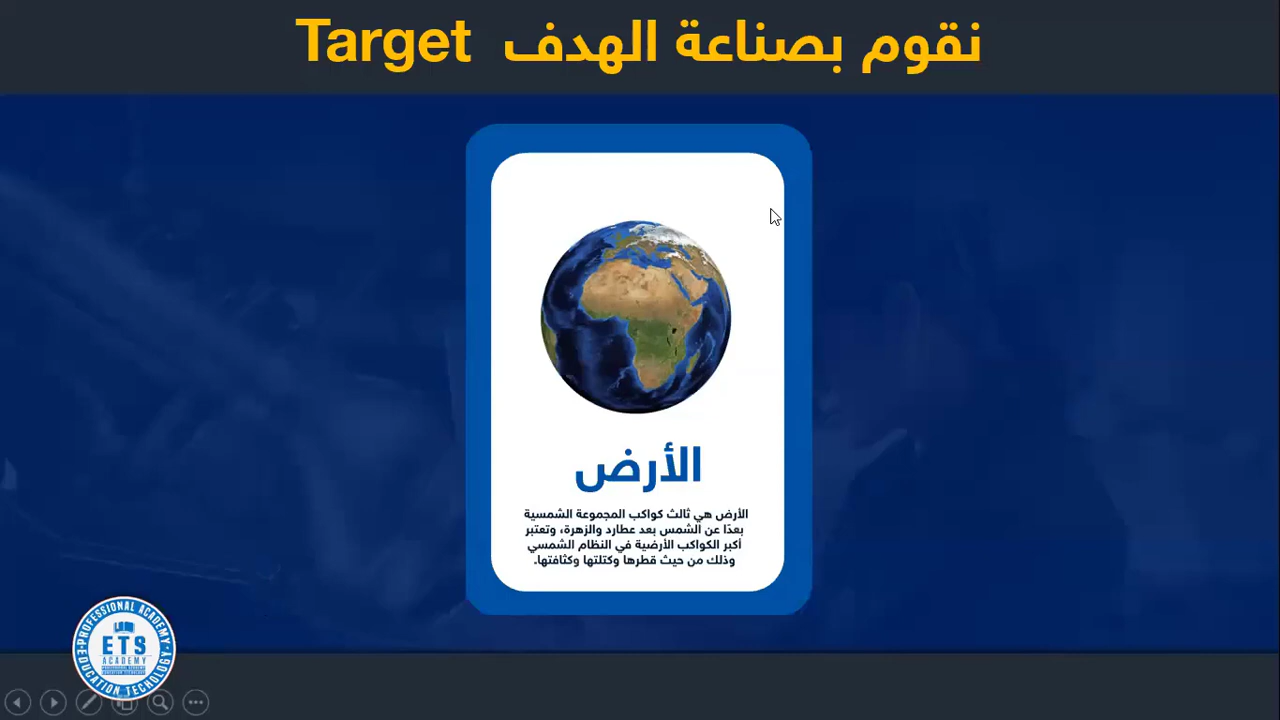 نقوم بصناعة الهدف Target
الأرض
الأرض هي ثالث كواكب المجموعة الشمسية
بعدًا عن الشمس بعد عطارد والزهرة، وتعتبر
أكبر الكواكب الأرضية في النظام الشمسي
وذلك من حيث قطرها وكتلتها وكثافتها.
PROFESSIONAL ACADEMY
ETS
ACADEMY
EDUCATION TECHOLOGY